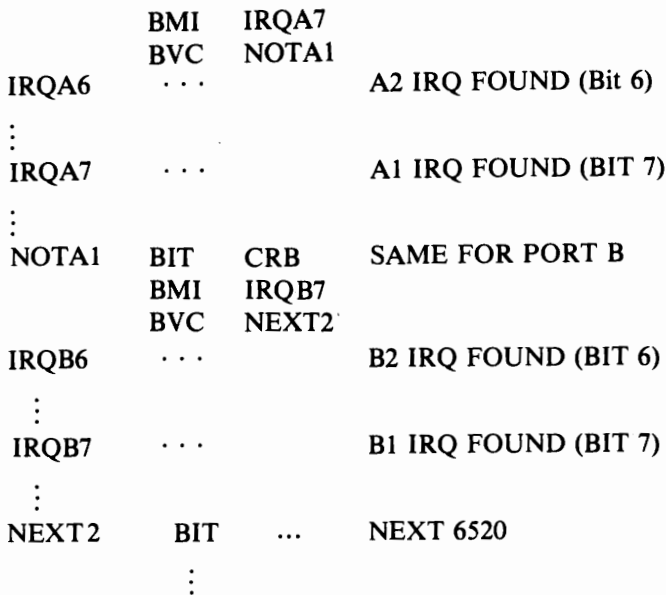 BMI IRQA7
BVC NOTA1
IRQA6 ... A2 IRQ FOUND (Bit 6)
⋮
IRQA7 ... A1 IRQ FOUND (BIT 7)
⋮
NOTA1 BIT CRB SAME FOR PORT B
BMI IRQB7
BVC NEXT2
IRQB6 ... B2 IRQ FOUND (BIT 6)
⋮
IRQB7 ... B1 IRQ FOUND (BIT 7)
⋮
NEXT2 BIT ... NEXT 6520
⋮